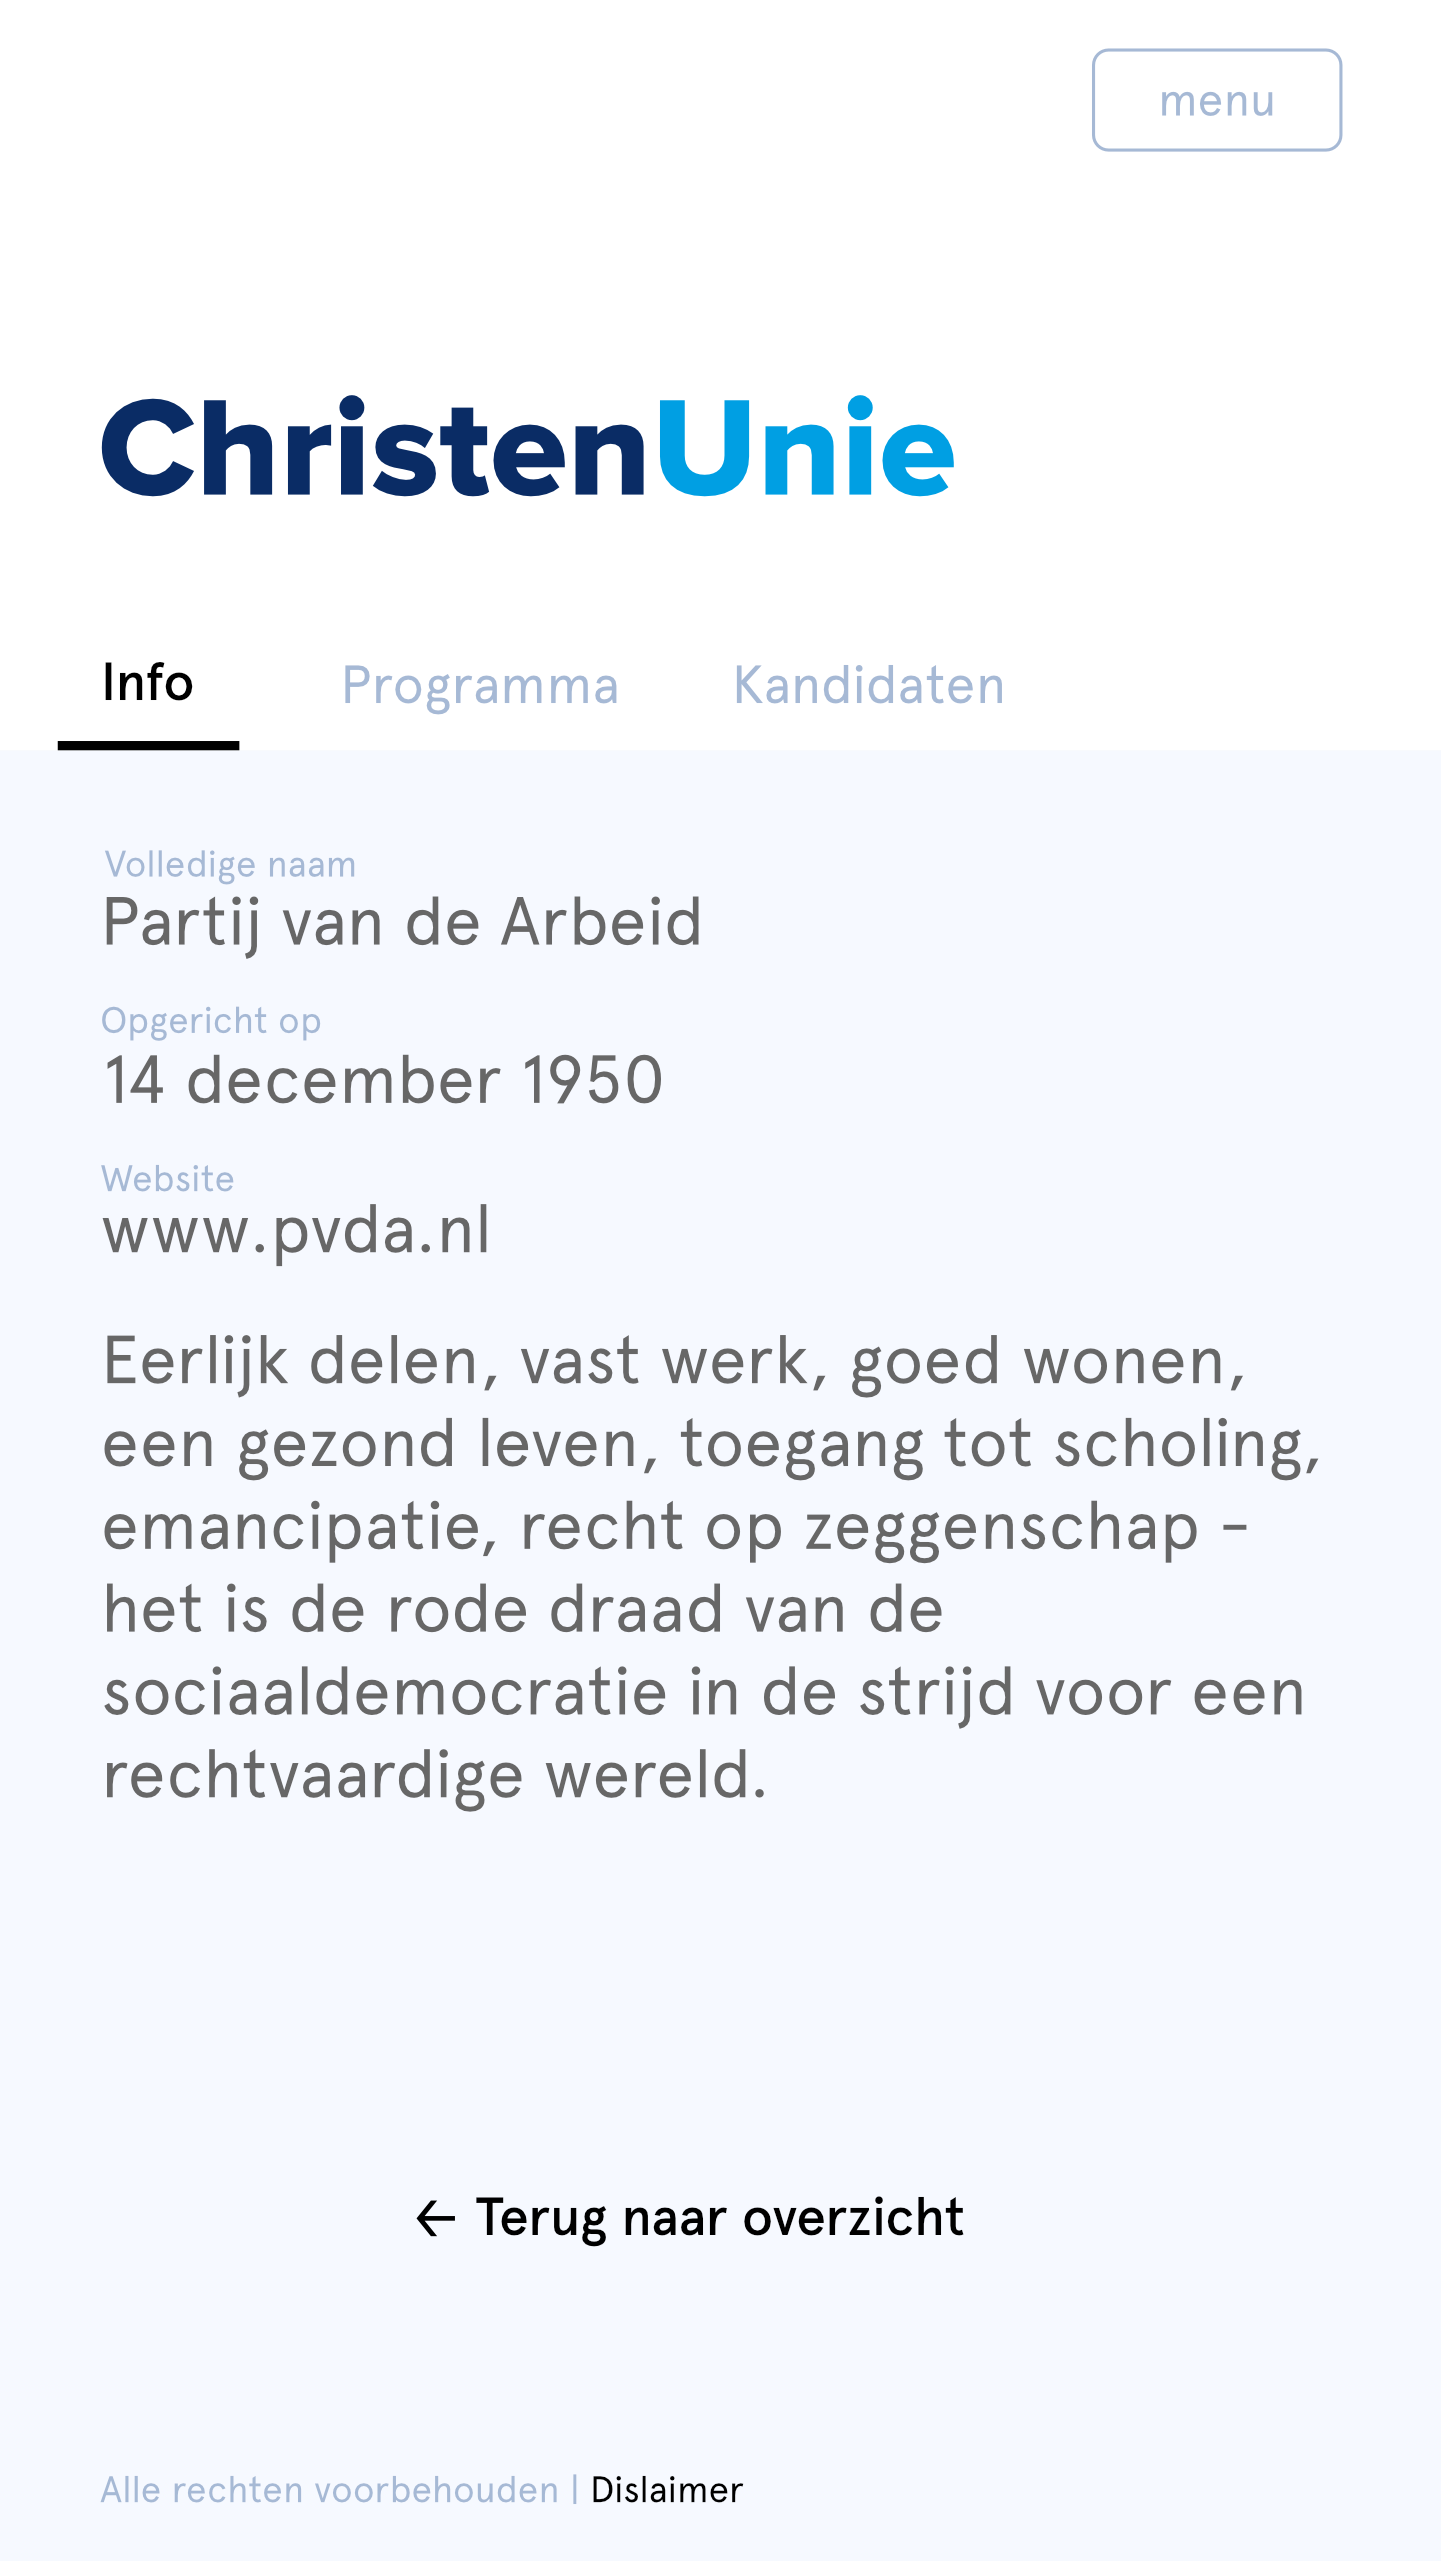 menu
ChristenUnie
Info Programma Kandidaten
Volledige naam
Partij van de Arbeid
Opgericht op
14 december 1950
Website
www.pvda.nl
Eerlijk delen, vast werk, goed wonen,
een gezond leven, toegang tot scholing,
emancipatie, recht op zeggenschap –
het is de rode draad van de
sociaaldemocratie in de strijd voor een
rechtvaardige wereld.
← Terug naar overzicht
Alle rechten voorbehouden | Dislaimer